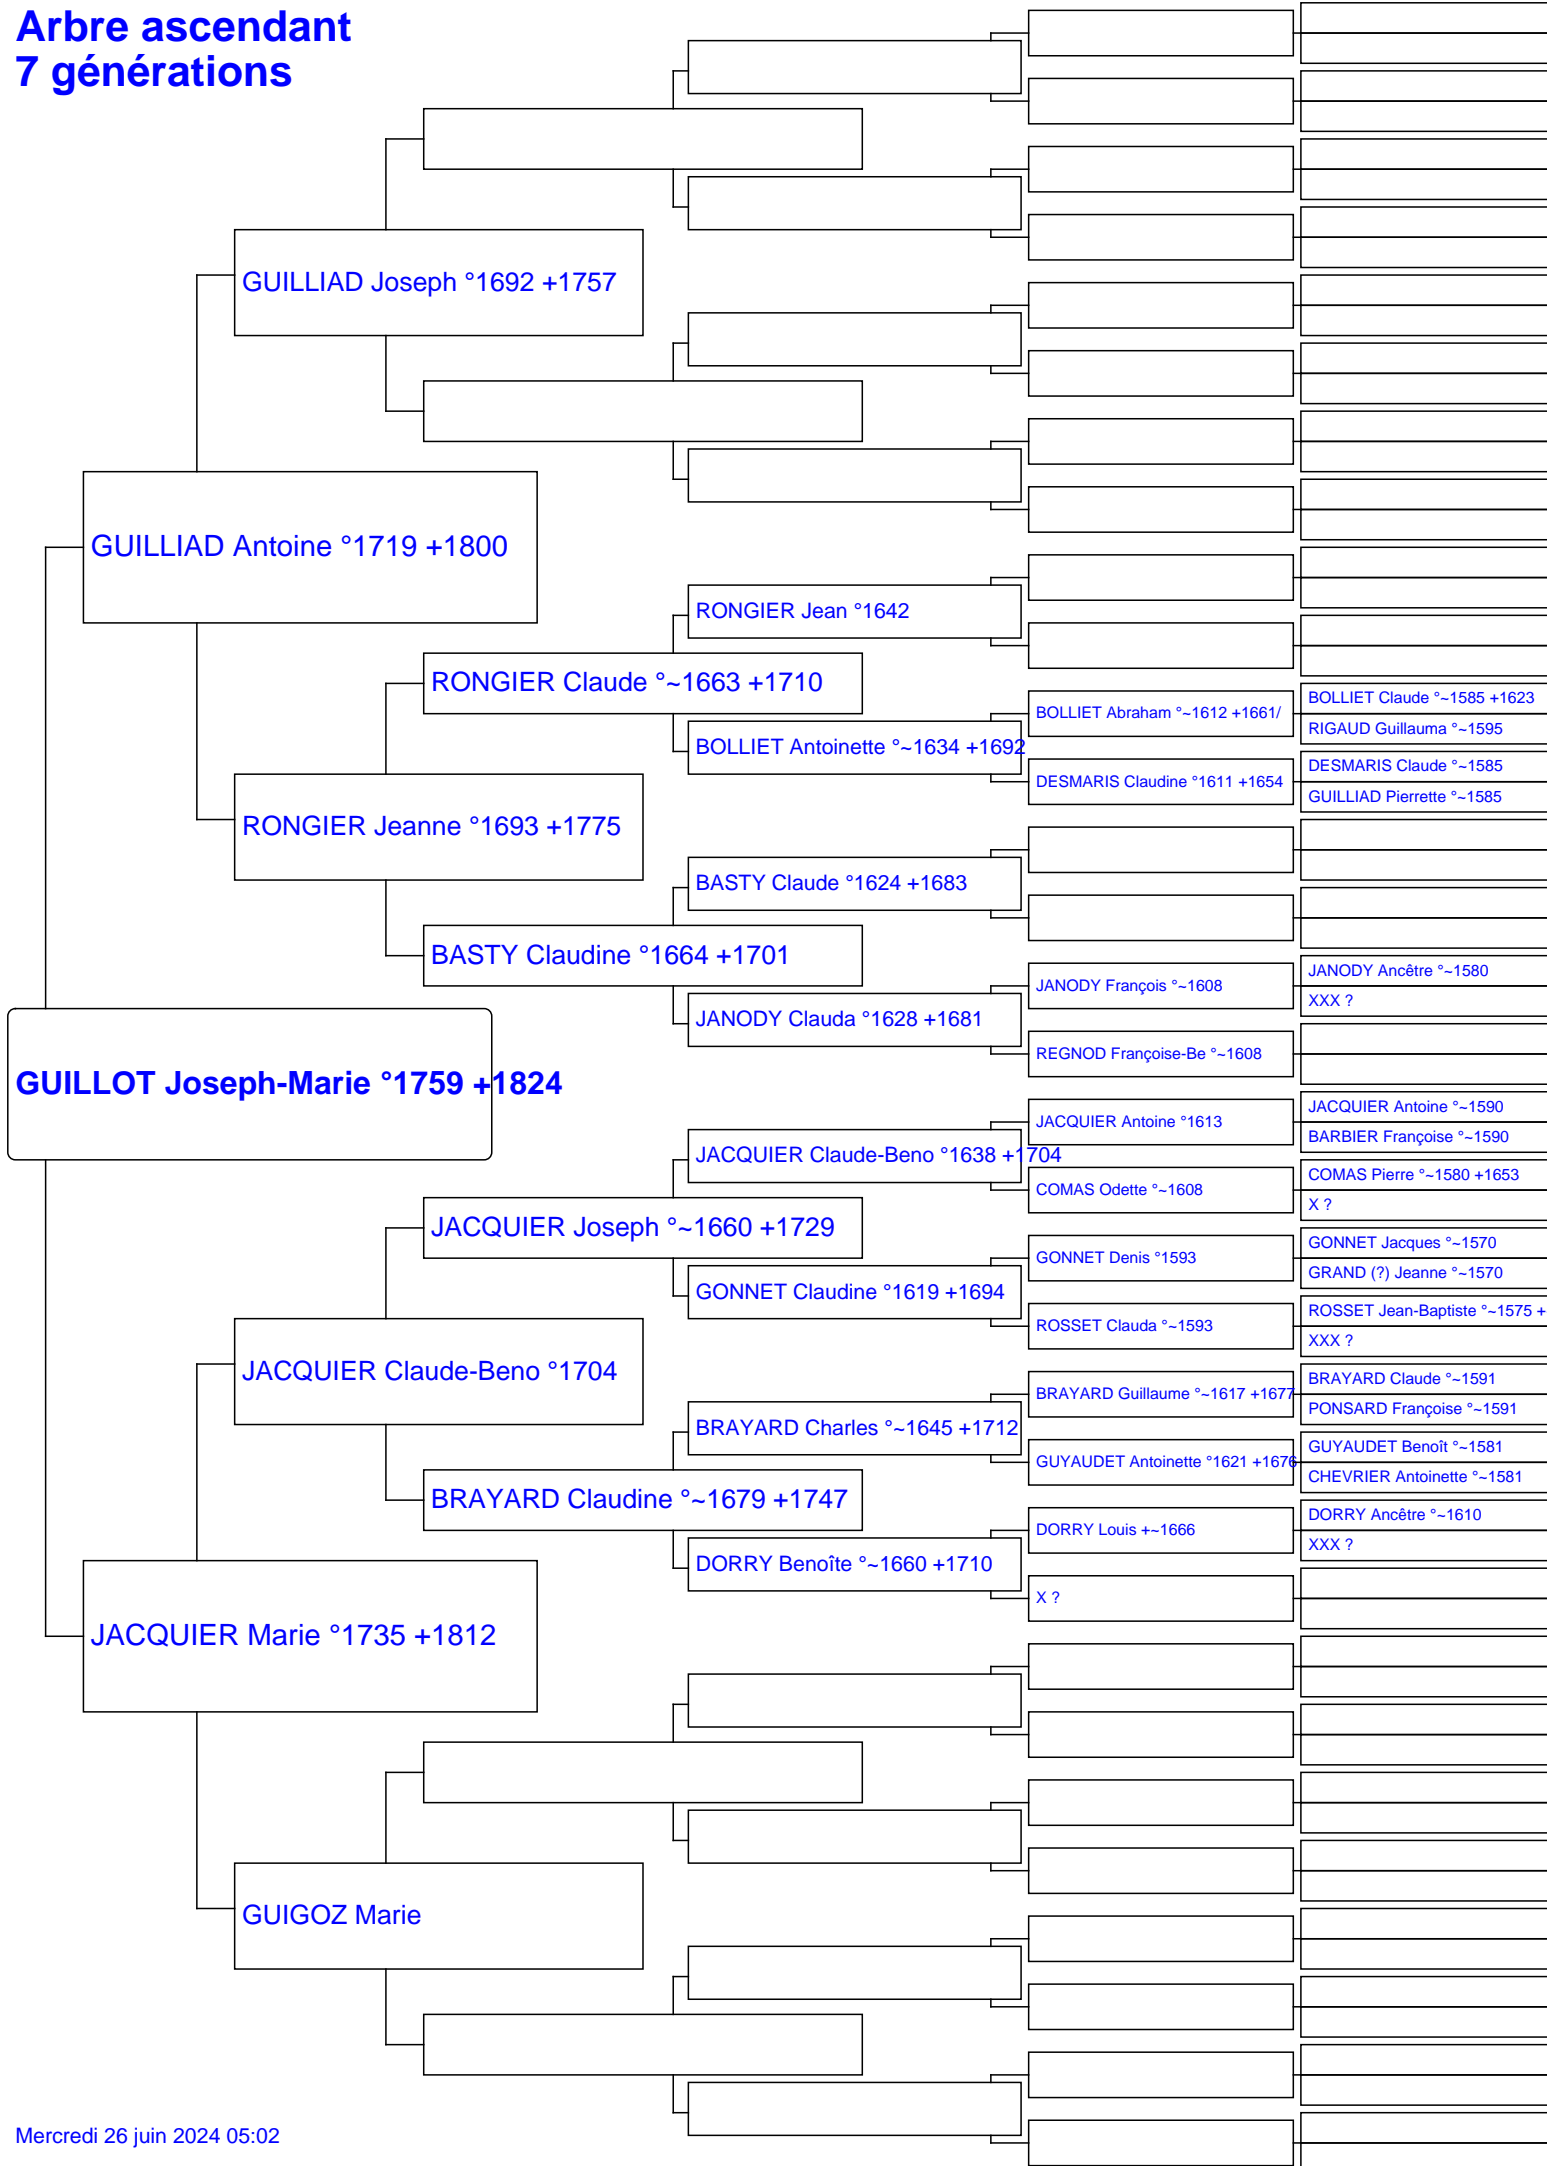 Arbre ascendant
7 générations
GUILLIAD Joseph °1692 +1757
GUILLIAD Antoine °1719 +1800
RONGIER Jean °1642
RONGIER Claude °~1663 +1710
BOLLIET Abraham °~1612 +1661/
BOLLIET Claude °~1585 +1623
RIGAUD Guillauma °~1595
BOLLIET Antoinette °~1634 +1692
DESMARIS Claudine °1611 +1654
DESMARIS Claude °~1585
GUILLIAD Pierrette °~1585
RONGIER Jeanne °1693 +1775
BASTY Claude °1624 +1683
BASTY Claudine °1664 +1701
JANODY François °~1608
JANODY Ancêtre °~1580
XXX ?
JANODY Clauda °1628 +1681
REGNOD Françoise-Be °~1608
GUILLOT Joseph-Marie °1759 +1824
JACQUIER Antoine °1613
JACQUIER Antoine °~1590
BARBIER Françoise °~1590
JACQUIER Claude-Beno °1638 +1704
COMAS Odette °~1608
COMAS Pierre °~1580 +1653
X ?
JACQUIER Joseph °~1660 +1729
GONNET Denis °1593
GONNET Jacques °~1570
GRAND (?) Jeanne °~1570
GONNET Claudine °1619 +1694
ROSSET Clauda °~1593
ROSSET Jean-Baptiste °~1575 +
XXX ?
JACQUIER Claude-Beno °1704
BRAYARD Guillaume °~1617 +1677
BRAYARD Claude °~1591
PONSARD Françoise °~1591
BRAYARD Charles °~1645 +1712
GUYAUDET Antoinette °1621 +1676
GUYAUDET Benoît °~1581
CHEVRIER Antoinette °~1581
BRAYARD Claudine °~1679 +1747
DORRY Louis +~1666
DORRY Ancêtre °~1610
XXX ?
DORRY Benoîte °~1660 +1710
X ?
JACQUIER Marie °1735 +1812
GUIGOZ Marie
Mercredi 26 juin 2024 05:02